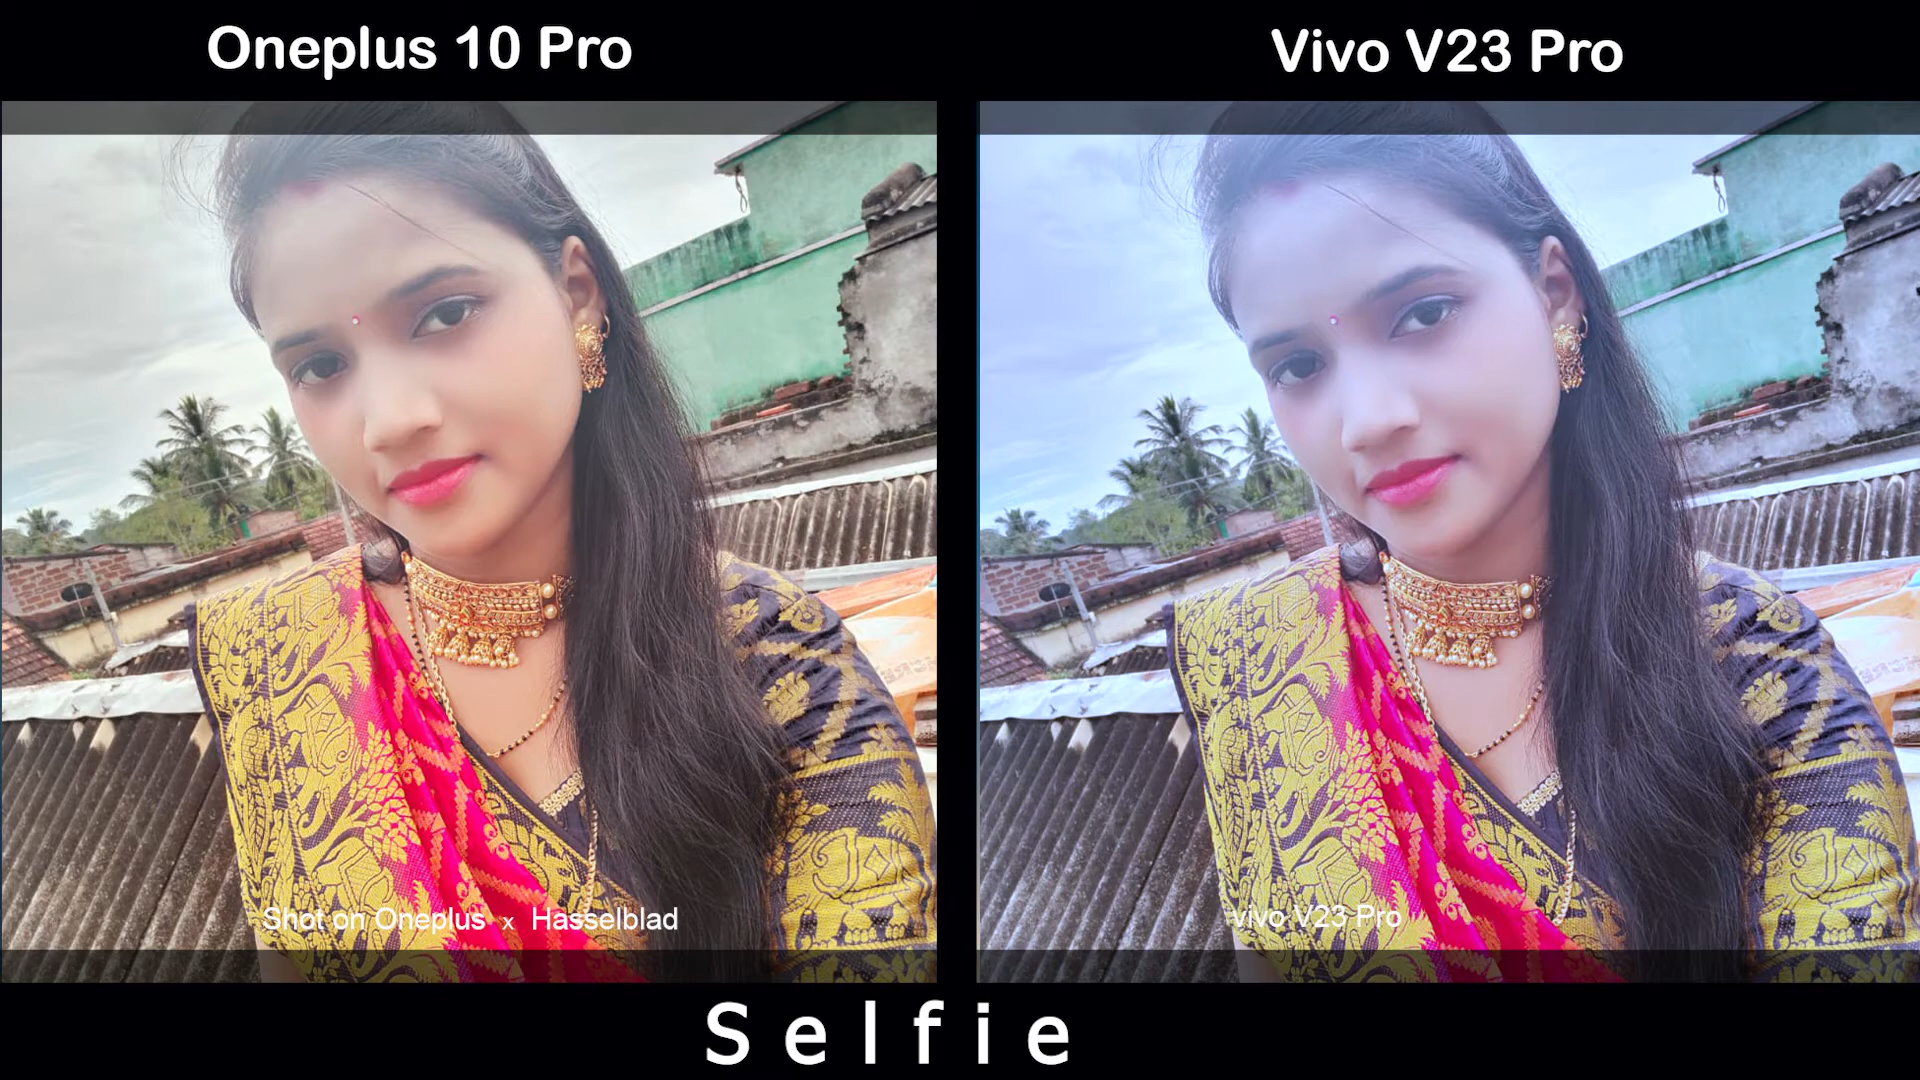 Oneplus 10 Pro
Vivo V23 Pro
Shot on Oneplus x Hasselblad
vivo V23 Pro
Selfie